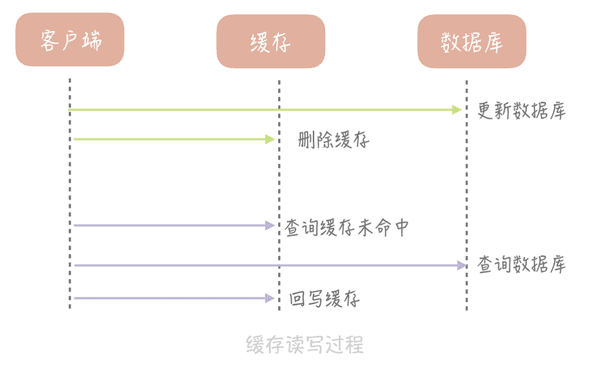 客户端
缓存
数据库
更新数据库
删除缓存
查询缓存未命中
查询数据库
回写缓存
缓存读写过程